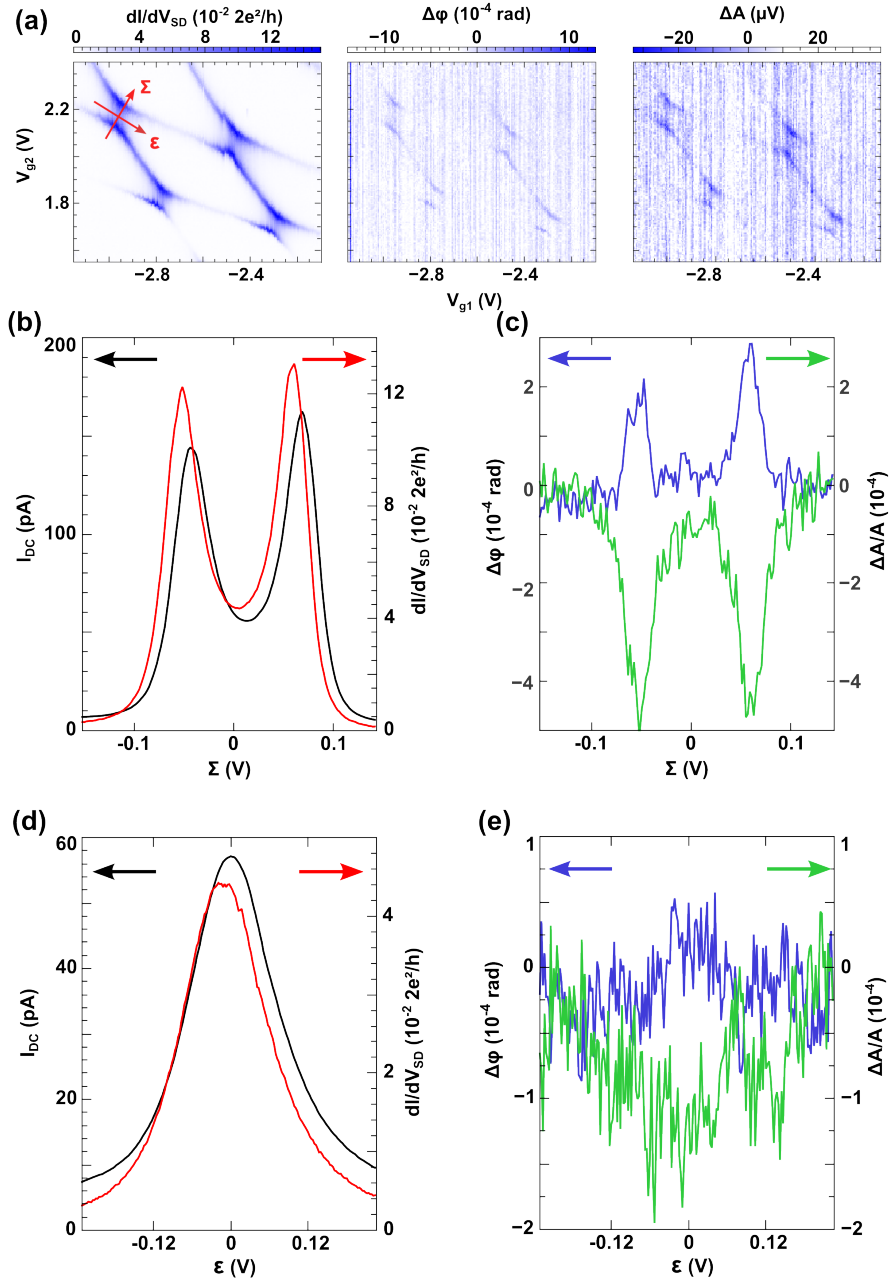 (a)
dI/dV_SD (10⁻² 2e²/h)
0 4 8 12
Δφ (10⁻⁴ rad)
−10 0 10
ΔA (µV)
−20 0 20
V_g2 (V)
2.2
1.8
Σ
ε
−2.8 −2.4
−2.8 −2.4
−2.8 −2.4
V_g1 (V)
(b)
I_DC (pA)
200
100
0
dI/dV_SD (10⁻² 2e²/h)
12
8
4
0
-0.1 0 0.1
Σ (V)
(c)
Δφ (10⁻⁴ rad)
2
0
−2
−4
ΔA/A (10⁻⁴)
2
0
−2
−4
-0.1 0 0.1
Σ (V)
(d)
I_DC (pA)
60
40
20
0
dI/dV_SD (10⁻² 2e²/h)
4
2
0
-0.12 0 0.12
ε (V)
(e)
Δφ (10⁻⁴ rad)
1
0
−1
−2
ΔA/A (10⁻⁴)
1
0
−1
−2
-0.12 0 0.12
ε (V)